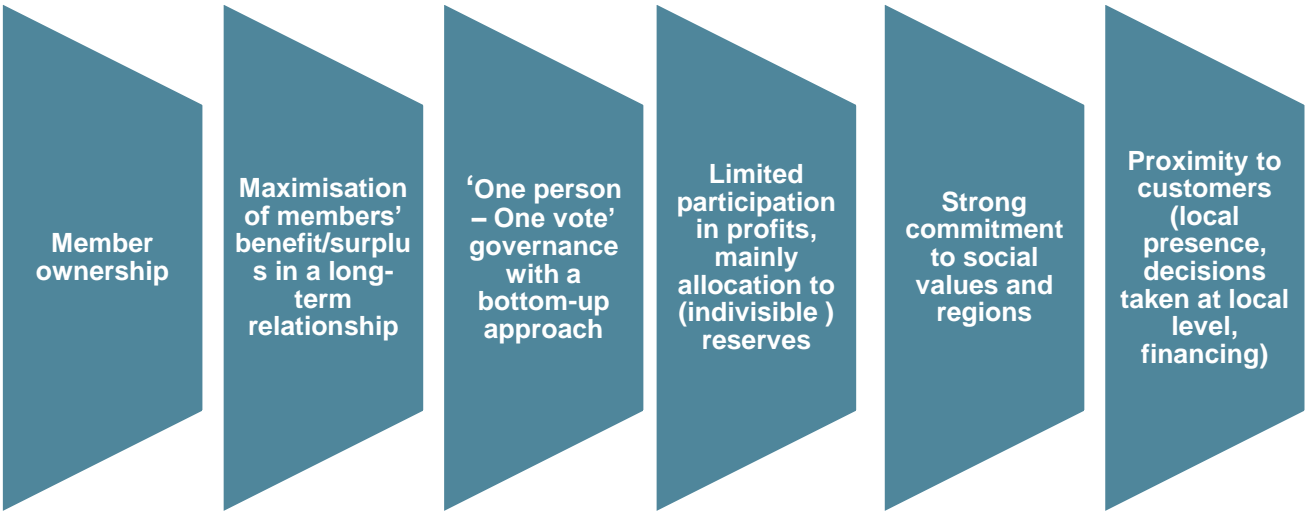 Member
ownership
Maximisation
of members’
benefit/surplu
s in a long-
term
relationship
‘One person
– One vote’
governance
with a
bottom-up
approach
Limited
participation
in profits,
mainly
allocation to
(indivisible )
reserves
Strong
commitment
to social
values and
regions
Proximity to
customers
(local
presence,
decisions
taken at local
level,
financing)